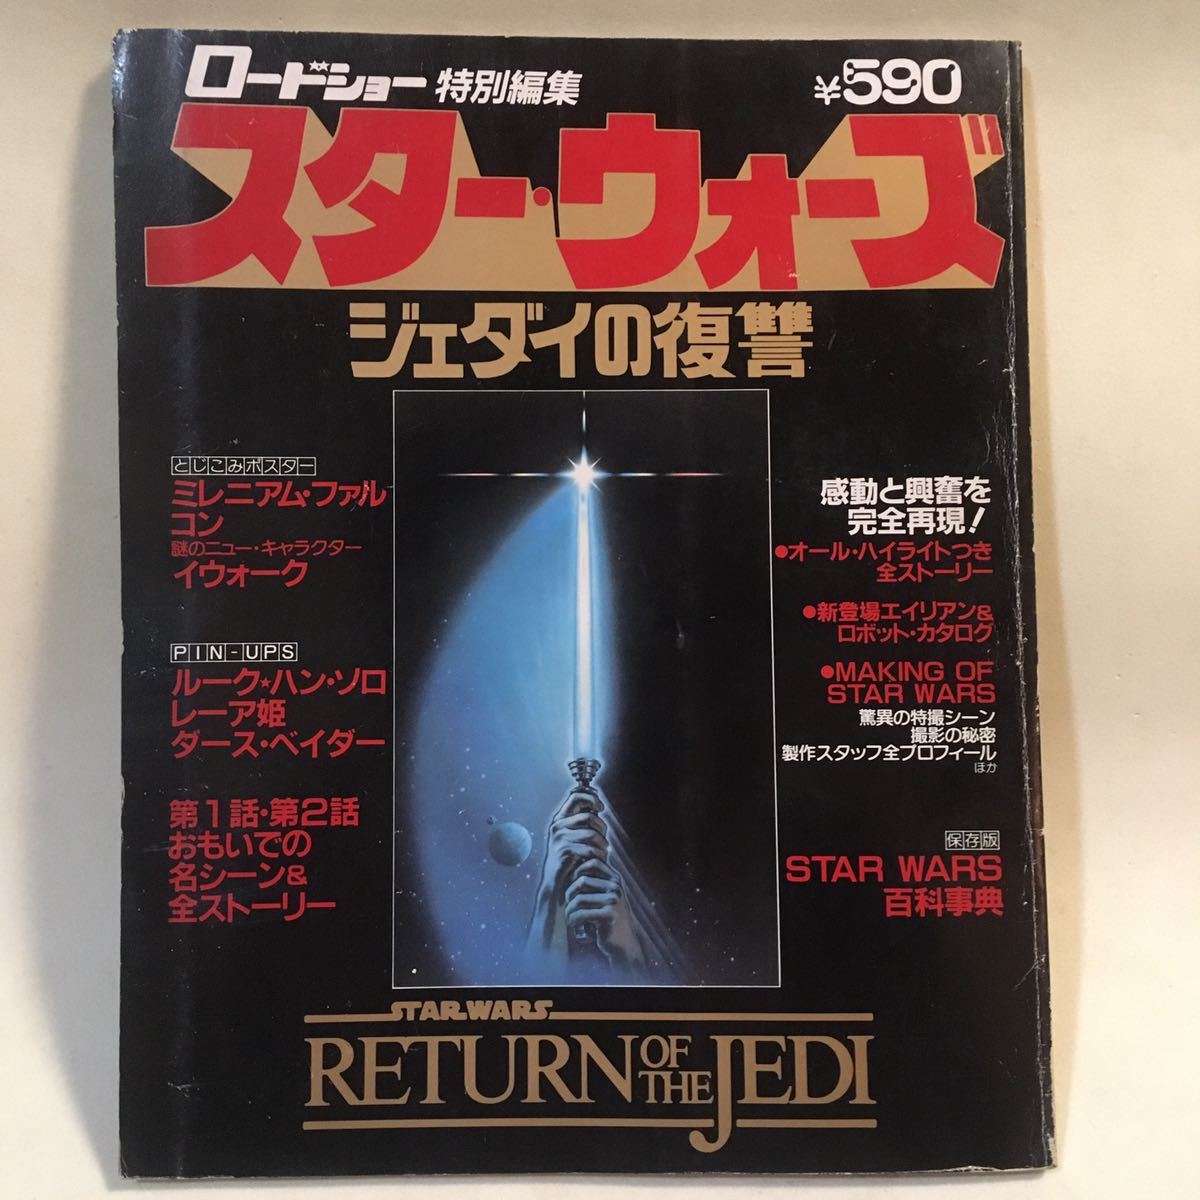 ロードショー 特別編集
¥590
スター・ウォーズ
ジェダイの復讐
とじこみポスター
ミレニアム・ファル
コン
謎のニュー・キャラクター
イウォーク
PIN-UPS
ルーク★ハン・ソロ
レーア姫
ダース・ベイダー
第1話・第2話
おもいでの
名シーン&
全ストーリー
感動と興奮を
完全再現!
●オール・ハイライトつき
全ストーリー
●新登場エイリアン&
ロボット・カタログ
●MAKING OF
STAR WARS
驚異の特撮シーン
撮影の秘密
製作スタッフ全プロフィール
ほか
保存版
STAR WARS
百科事典
STAR WARS
RETURN OF THE JEDI